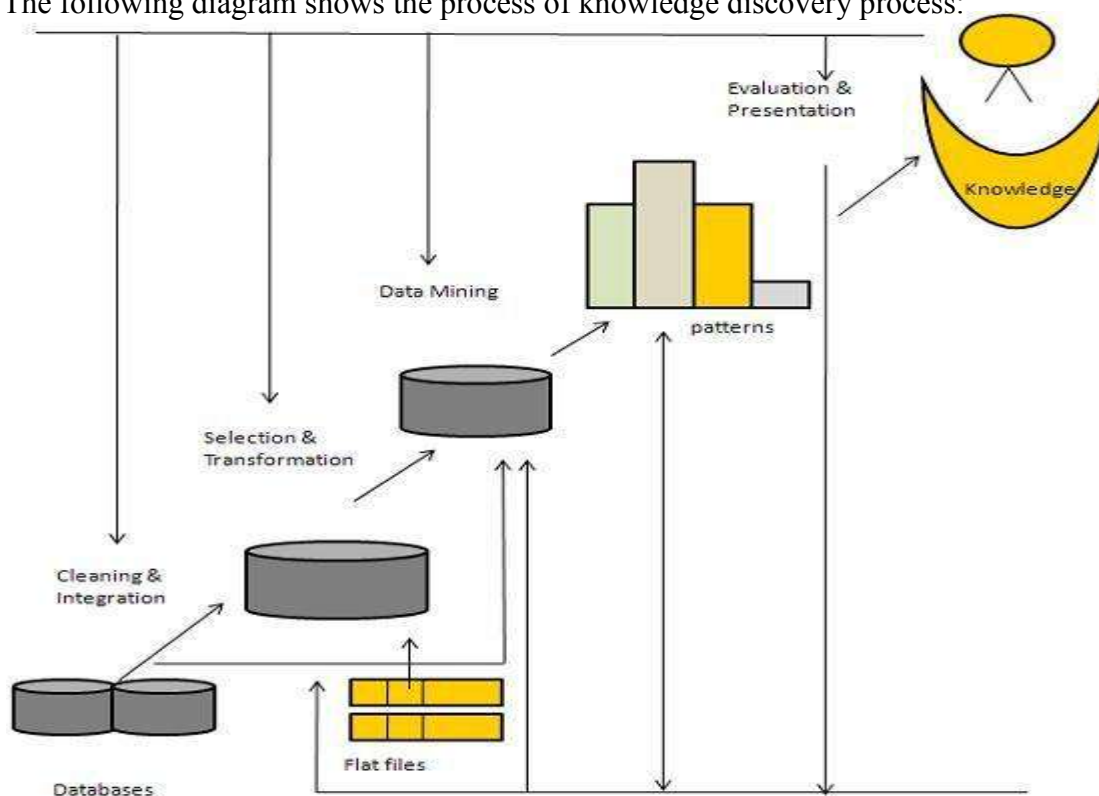 The following diagram shows the process of knowledge discovery process:
Evaluation &
Presentation
Knowledge
Data Mining
patterns
Selection &
Transformation
Cleaning &
Integration
Flat files
Databases